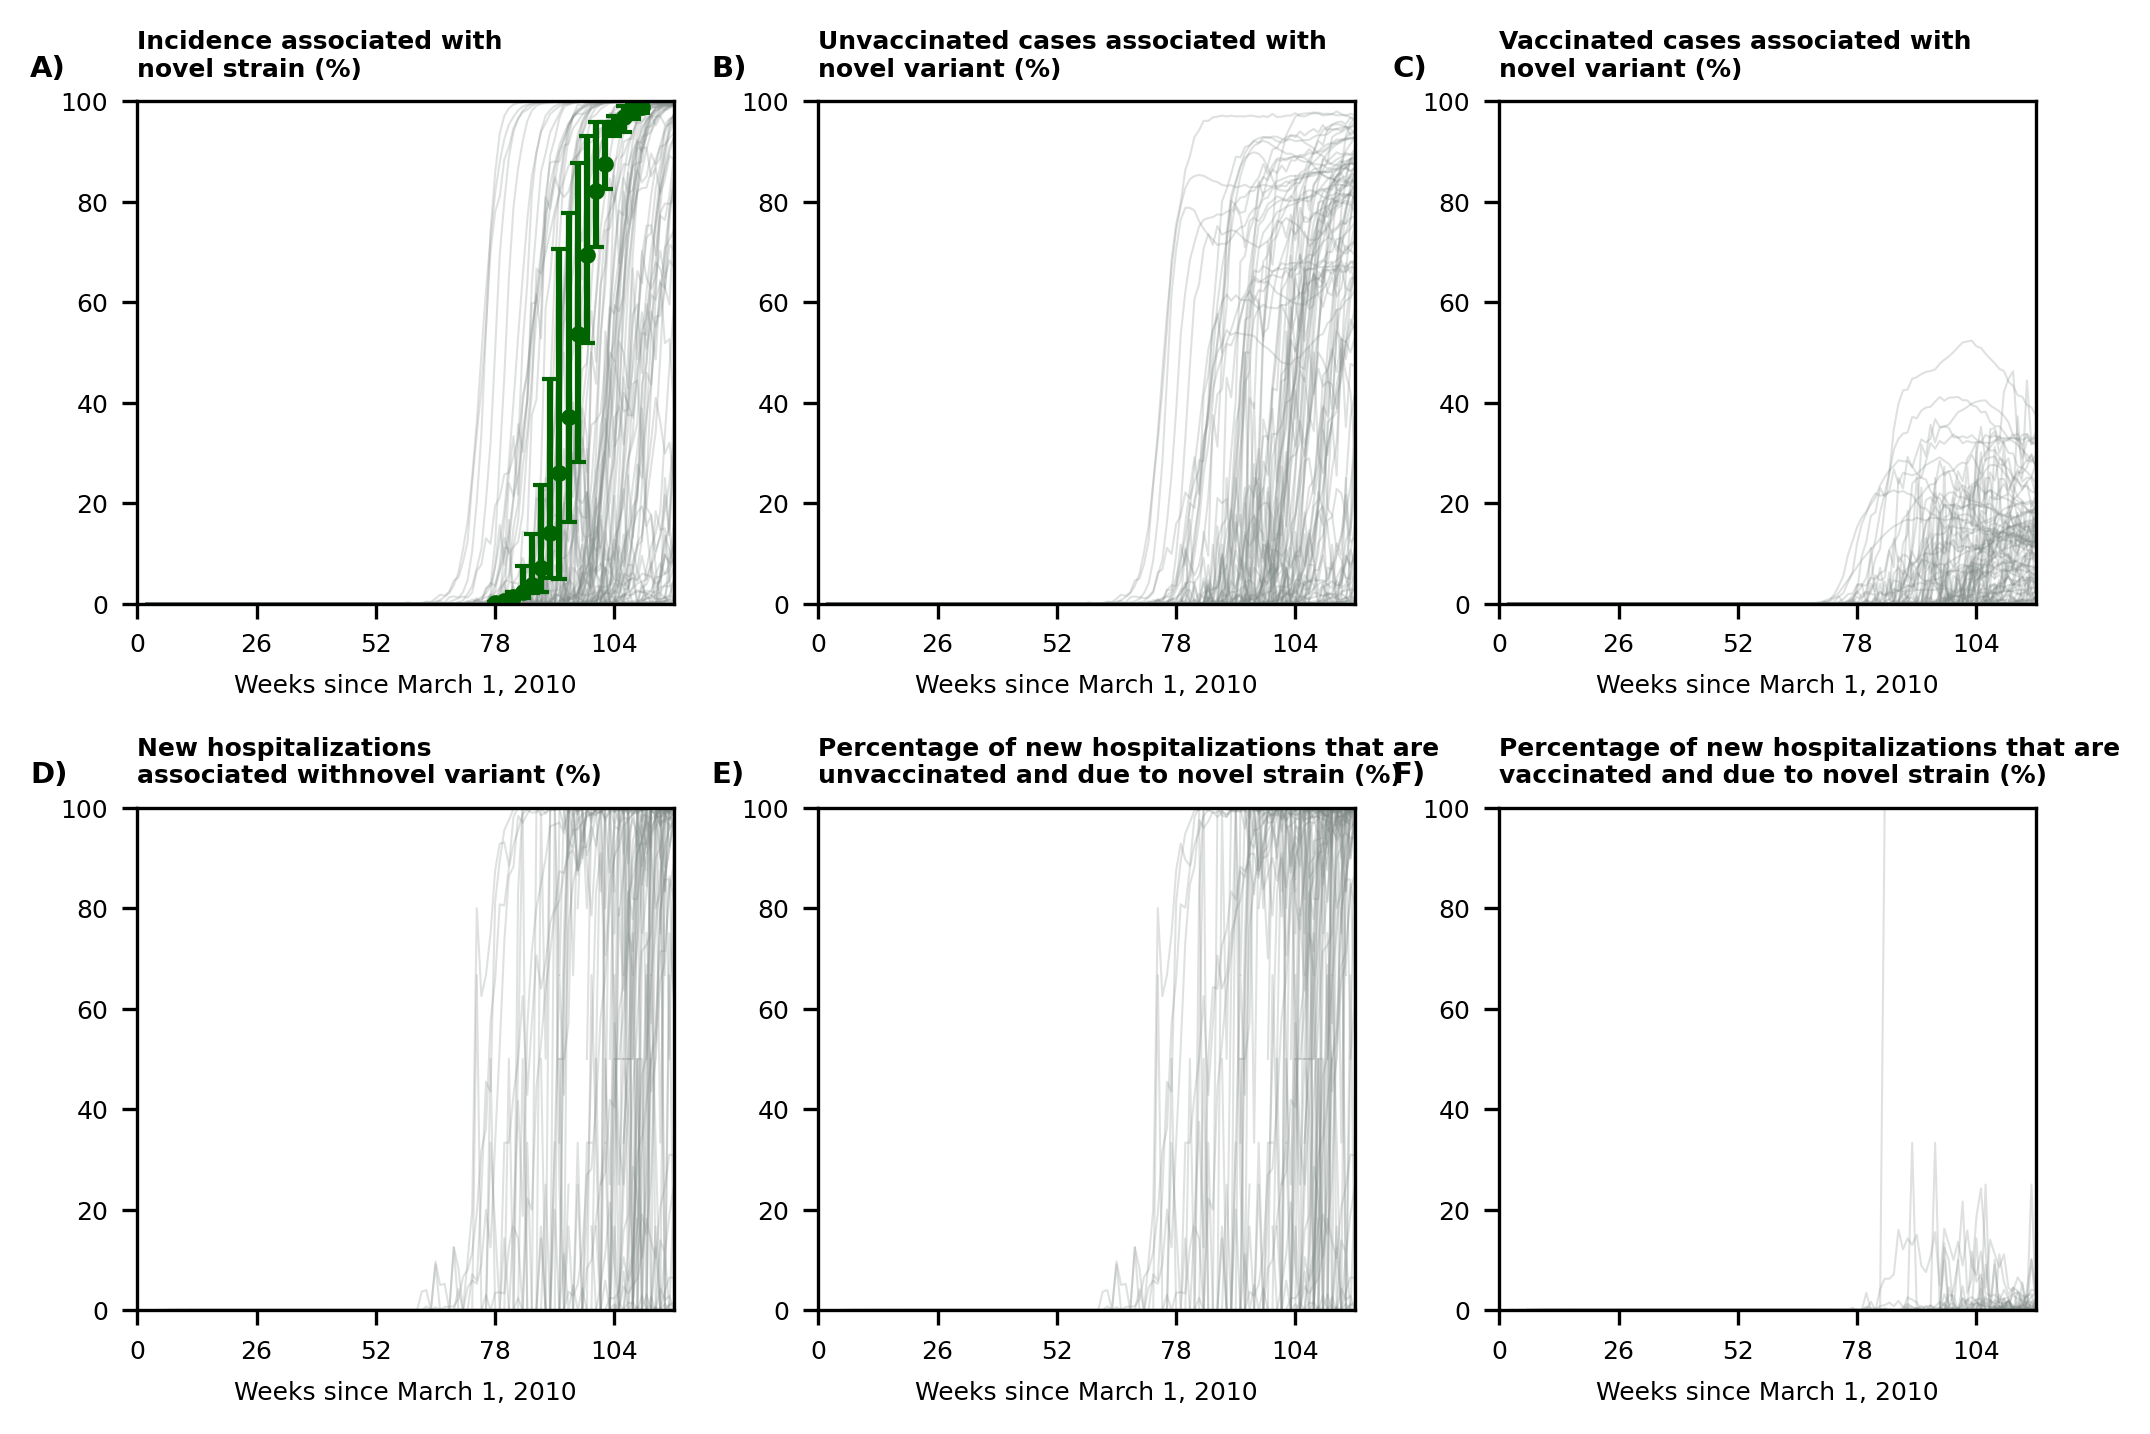 A)
Incidence associated with
novel strain (%)
100
80
60
40
20
0
0 26 52 78 104
Weeks since March 1, 2010
B)
Unvaccinated cases associated with
novel variant (%)
100
80
60
40
20
0
0 26 52 78 104
Weeks since March 1, 2010
C)
Vaccinated cases associated with
novel variant (%)
100
80
60
40
20
0
0 26 52 78 104
Weeks since March 1, 2010
D)
New hospitalizations
associated withnovel variant (%)
100
80
60
40
20
0
0 26 52 78 104
Weeks since March 1, 2010
E)
Percentage of new hospitalizations that are
unvaccinated and due to novel strain (%)
100
80
60
40
20
0
0 26 52 78 104
Weeks since March 1, 2010
F)
Percentage of new hospitalizations that are
vaccinated and due to novel strain (%)
100
80
60
40
20
0
0 26 52 78 104
Weeks since March 1, 2010